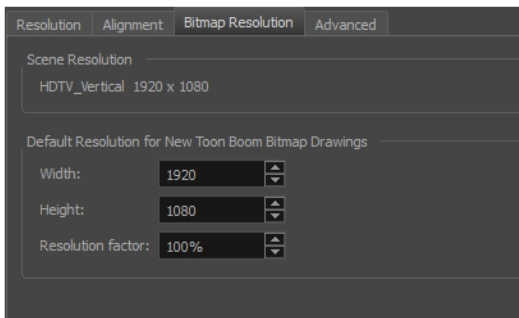 Resolution Alignment Bitmap Resolution Advanced
Scene Resolution
HDTV_Vertical 1920 x 1080
Default Resolution for New Toon Boom Bitmap Drawings
Width: 1920
Height: 1080
Resolution factor: 100%